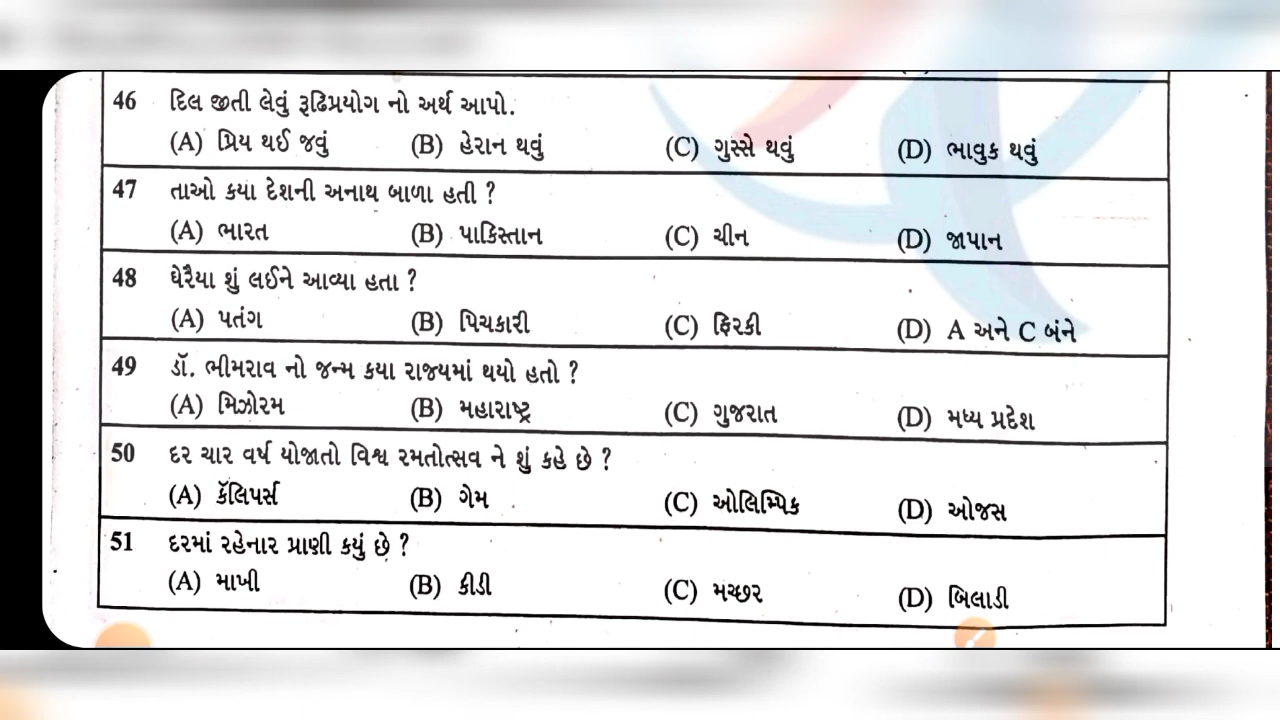 46 દિલ જીતી લેવું રૂઢિપ્રયોગ નો અર્થ આપો.
(A) પ્રિય થઈ જવું (B) હેરાન થવું (C) ગુસ્સે થવું (D) ભાવુક થવું
47 તાઓ કયા દેશની અનાથ બાળા હતી ?
(A) ભારત (B) પાકિસ્તાન (C) ચીન (D) જાપાન
48 ઘેરૈયા શું લઈને આવ્યા હતા ?
(A) પતંગ (B) પિચકારી (C) ફિરકી (D) A અને C બંને
49 ડૉ. ભીમરાવ નો જન્મ કયા રાજ્યમાં થયો હતો ?
(A) મિઝોરમ (B) મહારાષ્ટ્ર (C) ગુજરાત (D) મધ્ય પ્રદેશ
50 દર ચાર વર્ષ યોજાતો વિશ્વ રમતોત્સવ ને શું કહે છે ?
(A) કૅલિપર્સ (B) ગેમ (C) ઓલિમ્પિક (D) ઓજસ
51 દરમાં રહેનાર પ્રાણી કયું છે ?
(A) માખી (B) કીડી (C) મચ્છર (D) બિલાડી